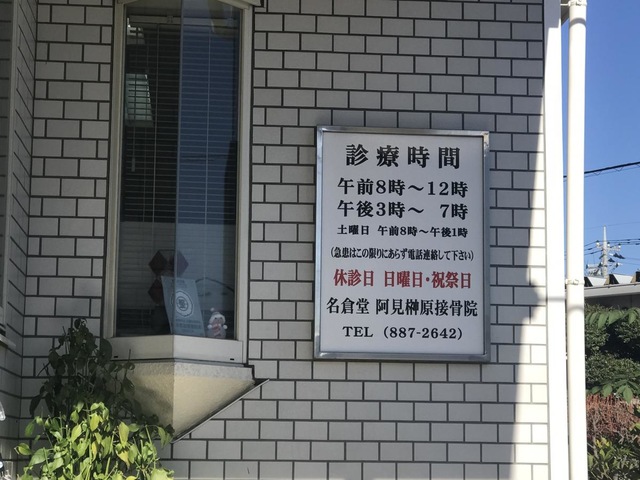 診療時間
午前8時～12時
午後3時～ 7時
土曜日 午前8時～午後1時
(急患はこの限りにあらず電話連絡して下さい)
休診日 日曜日・祝祭日
名倉堂 阿見榊原接骨院
TEL (887-2642)